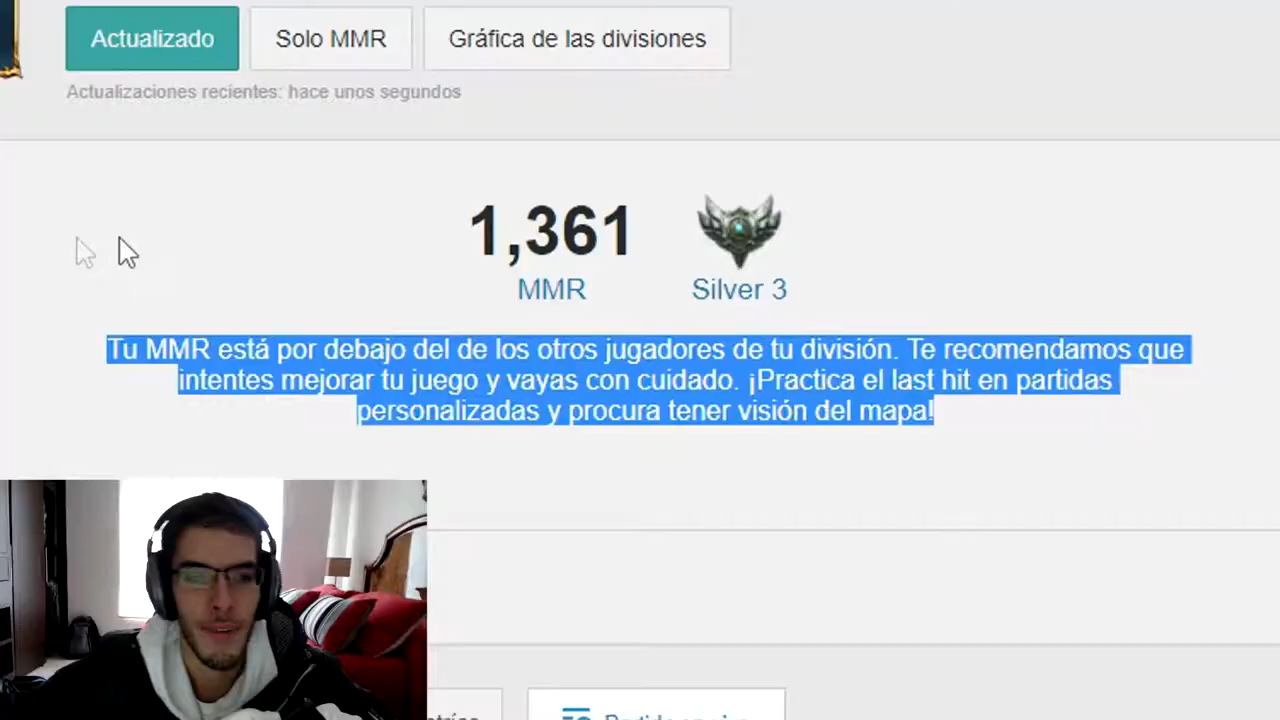 Actualizado
Solo MMR
Gráfica de las divisiones
Actualizaciones recientes: hace unos segundos
1,361
MMR
Silver 3
Tu MMR está por debajo del de los otros jugadores de tu división. Te recomendamos que
intentes mejorar tu juego y vayas con cuidado. ¡Practica el last hit en partidas
personalizadas y procura tener visión del mapa!